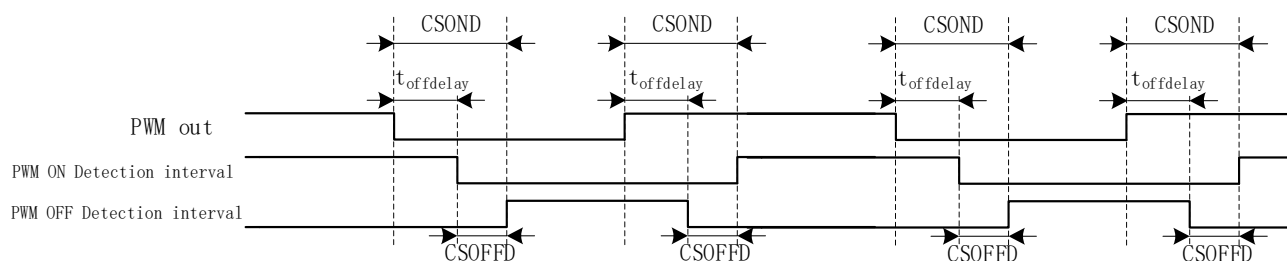 CSOND CSOND CSOND CSOND
toffdelay toffdelay toffdelay toffdelay
PWM out
PWM ON Detection interval
PWM OFF Detection interval
CSOFFD CSOFFD CSOFFD CSOFFD